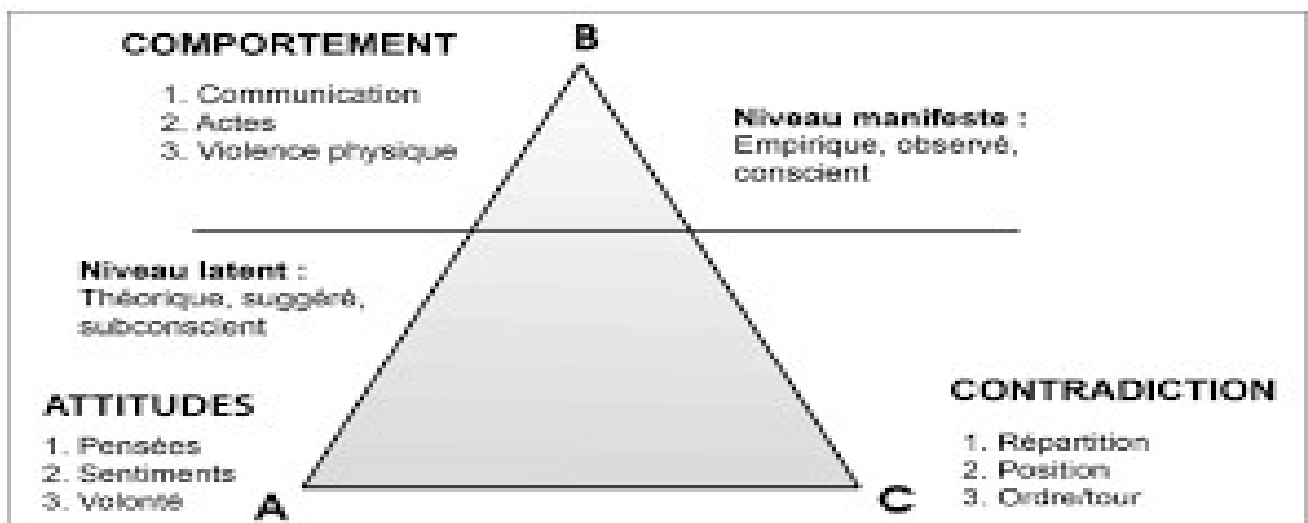 COMPORTEMENT
1. Communication
2. Actes
3. Violence physique
B
Niveau manifeste :
Empirique, observé,
conscient
Niveau latent :
Théorique, suggéré,
subconscient
ATTITUDES
1. Pensées
2. Sentiments
3. Volonté
A
C
CONTRADICTION
1. Répartition
2. Position
3. Ordre/tour